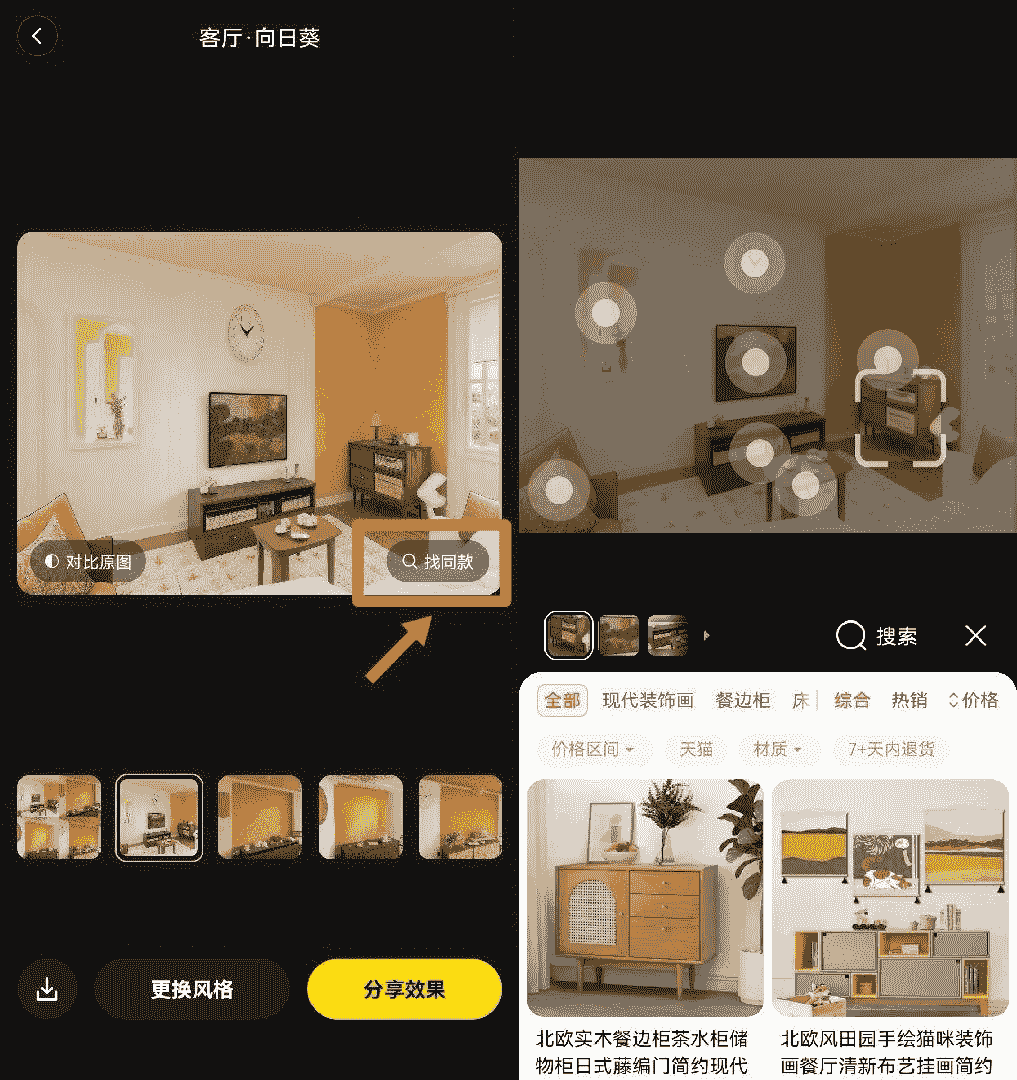 客厅·向日葵
对比原图
找同款
更换风格
分享效果
搜索
全部 现代装饰画 餐边柜 床 综合 热销 价格
价格区间 天猫 材质 7+天内退货
北欧实木餐边柜茶水柜储
物柜日式藤编门简约现代
北欧风田园手绘猫咪装饰
画餐厅清新布艺挂画简约